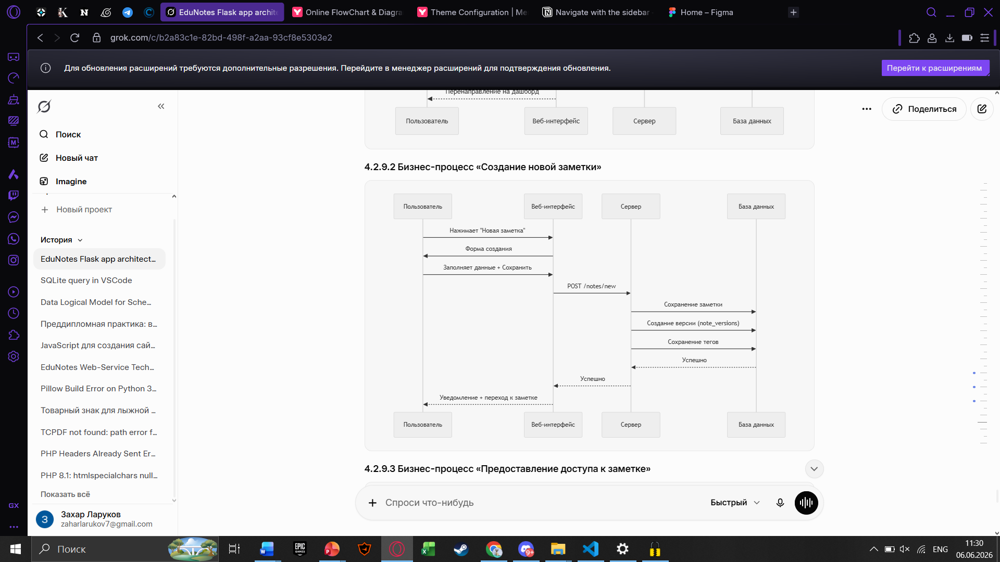 EduNotes Flask app archite
Online FlowChart & Diagra
Theme Configuration | Me
Navigate with the sidebar
Home – Figma
grok.com/c/b2a83c1e-82bd-498f-a2aa-93cf8e5303e2
Для обновления расширений требуются дополнительные разрешения. Перейдите в менеджер расширений для подтверждения обновления.
Перейти к расширениям
Поиск
Новый чат
Imagine
Новый проект
История
EduNotes Flask app architect...
SQLite query in VSCode
Data Logical Model for Sche...
Преддипломная практика: в...
JavaScript для создания сай...
EduNotes Web-Service Tech...
Pillow Build Error on Python 3...
Товарный знак для лыжной ...
TCPDF not found: path error f...
PHP Headers Already Sent Er...
PHP 8.1: htmlspecialchars null...
Показать всё
З
Захар Ларуков
zaharlarukov7@gmail.com
GX
Поделиться
Перенаправление на дашборд
Пользователь
Веб-интерфейс
Сервер
База данных
4.2.9.2 Бизнес-процесс «Создание новой заметки»
Пользователь
Веб-интерфейс
Сервер
База данных
Нажимает "Новая заметка"
Форма создания
Заполняет данные + Сохранить
POST /notes/new
Сохранение заметки
Создание версии (note_versions)
Сохранение тегов
Успешно
Успешно
Уведомление + переход к заметке
Пользователь
Веб-интерфейс
Сервер
База данных
4.2.9.3 Бизнес-процесс «Предоставление доступа к заметке»
Спроси что-нибудь
Быстрый
Поиск
EPIC
GAMES
9+
ENG
11:30
06.06.2026